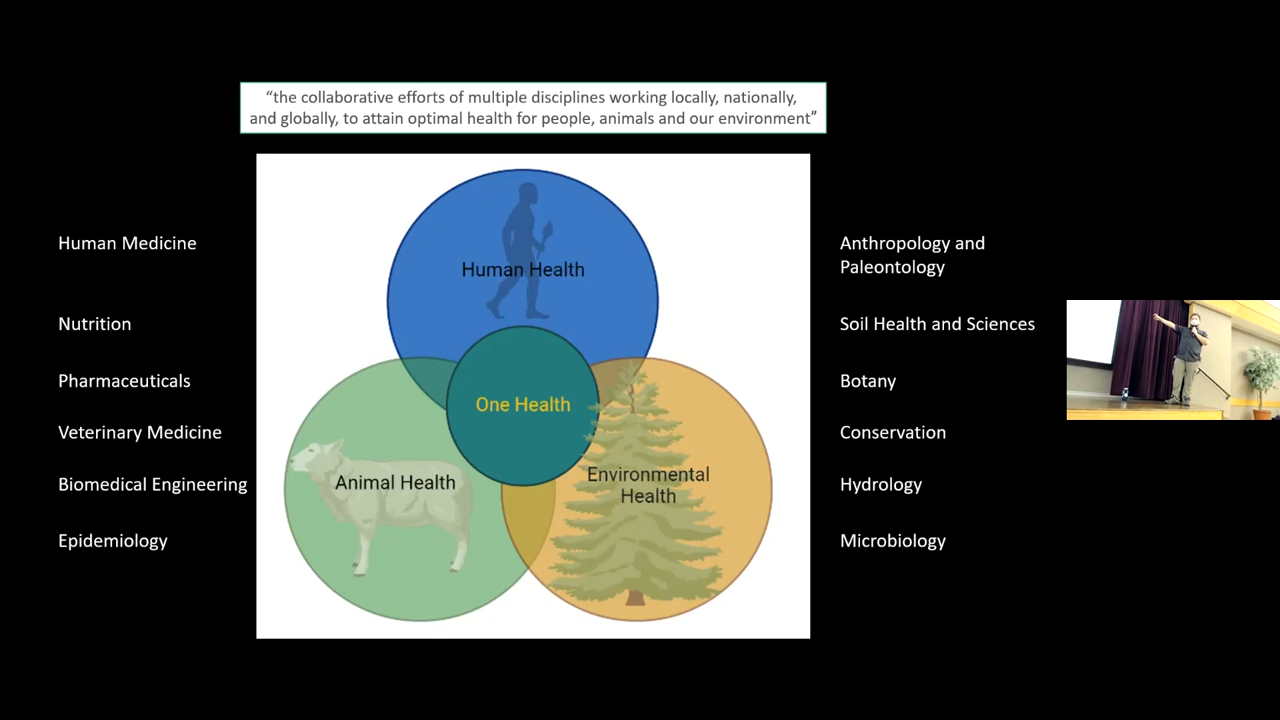 “the collaborative efforts of multiple disciplines working locally, nationally,
and globally, to attain optimal health for people, animals and our environment”
Human Medicine
Nutrition
Pharmaceuticals
Veterinary Medicine
Biomedical Engineering
Epidemiology
Human Health
One Health
Animal Health
Environmental
Health
Anthropology and
Paleontology
Soil Health and Sciences
Botany
Conservation
Hydrology
Microbiology